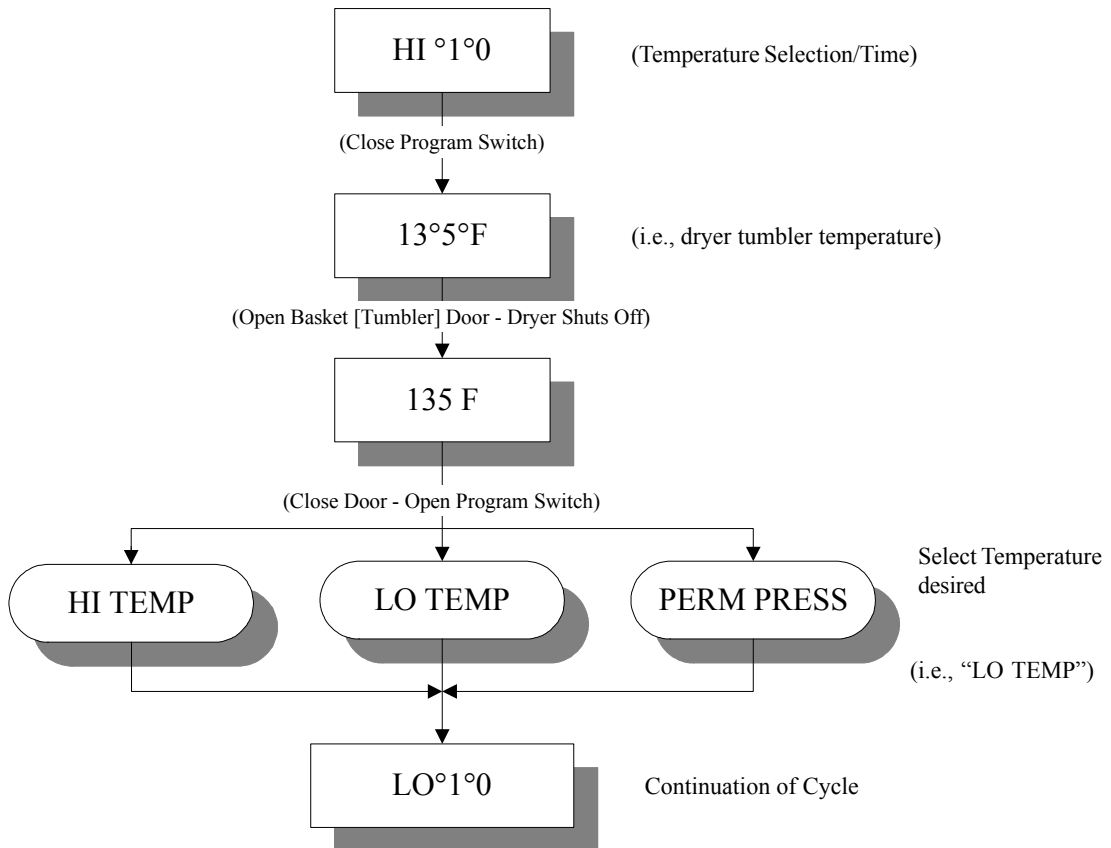 HI °1°0
(Temperature Selection/Time)
(Close Program Switch)
13°5°F
(i.e., dryer tumbler temperature)
(Open Basket [Tumbler] Door - Dryer Shuts Off)
135 F
(Close Door - Open Program Switch)
HI TEMP
LO TEMP
PERM PRESS
Select Temperature
desired
(i.e., “LO TEMP”)
LO°1°0
Continuation of Cycle